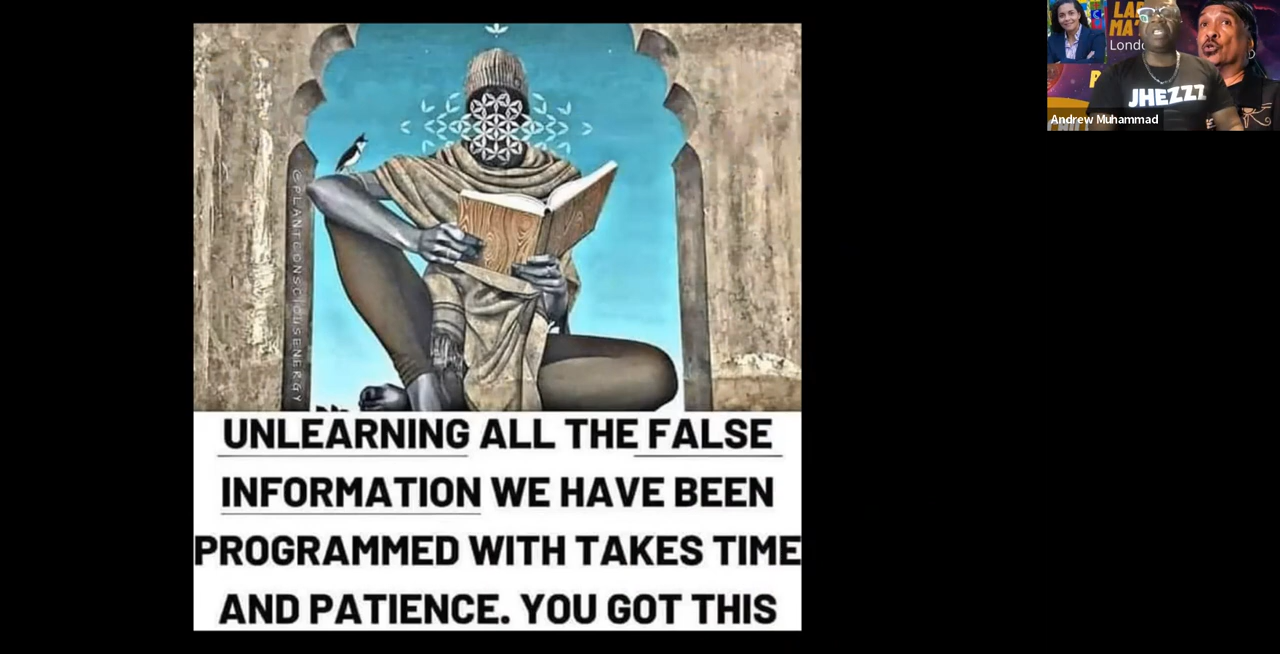 @PLANTCONSCIOUSENERGY
UNLEARNING ALL THE FALSE
INFORMATION WE HAVE BEEN
PROGRAMMED WITH TAKES TIME
AND PATIENCE. YOU GOT THIS
Lond
JHEZZZ
Andrew Muhammad